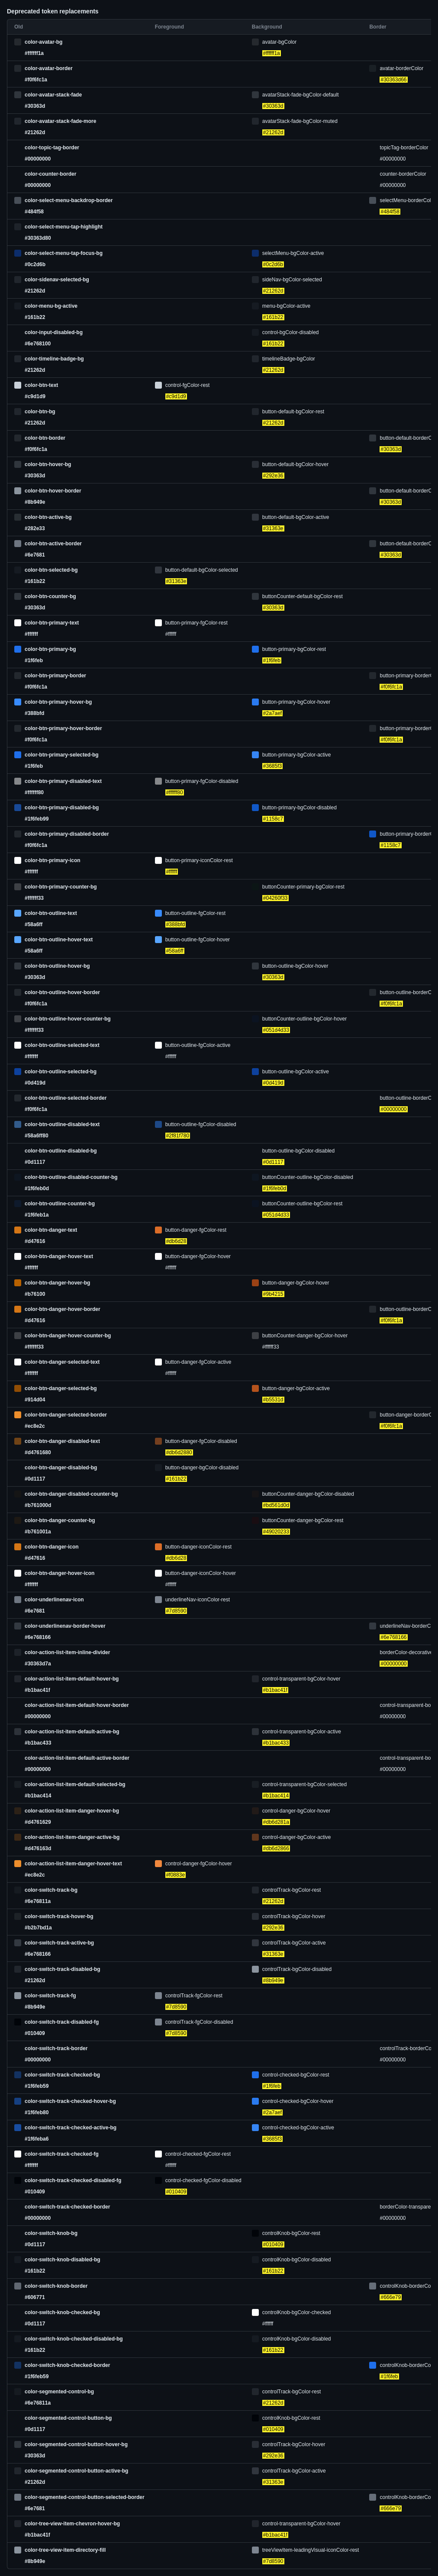 Deprecated token replacements
Old Foreground Background Border
color-avatar-bg avatar-bgColor
#ffffff1a #ffffff1a
color-avatar-border avatar-borderColor
#f0f6fc1a #30363d66
color-avatar-stack-fade avatarStack-fade-bgColor-default
#30363d #30363d
color-avatar-stack-fade-more avatarStack-fade-bgColor-muted
#21262d #21262d
color-topic-tag-border topicTag-borderColor
#00000000 #00000000
color-counter-border counter-borderColor
#00000000 #00000000
color-select-menu-backdrop-border selectMenu-borderCol
#484f58 #484f58
color-select-menu-tap-highlight
#30363d80
color-select-menu-tap-focus-bg selectMenu-bgColor-active
#0c2d6b #0c2d6b
color-sidenav-selected-bg sideNav-bgColor-selected
#21262d #21262d
color-menu-bg-active menu-bgColor-active
#161b22 #161b22
color-input-disabled-bg control-bgColor-disabled
#6e768100 #161b22
color-timeline-badge-bg timelineBadge-bgColor
#21262d #21262d
color-btn-text control-fgColor-rest
#c9d1d9 #c9d1d9
color-btn-bg button-default-bgColor-rest
#21262d #21262d
color-btn-border button-default-borderC
#f0f6fc1a #30363d
color-btn-hover-bg button-default-bgColor-hover
#30363d #292e36
color-btn-hover-border button-default-borderC
#8b949e #30363d
color-btn-active-bg button-default-bgColor-active
#282e33 #31363e
color-btn-active-border button-default-borderC
#6e7681 #30363d
color-btn-selected-bg button-default-bgColor-selected
#161b22 #31363e
color-btn-counter-bg buttonCounter-default-bgColor-rest
#30363d #30363d
color-btn-primary-text button-primary-fgColor-rest
#ffffff #ffffff
color-btn-primary-bg button-primary-bgColor-rest
#1f6feb #1f6feb
color-btn-primary-border button-primary-border
#f0f6fc1a #f0f6fc1a
color-btn-primary-hover-bg button-primary-bgColor-hover
#388bfd #2a7aef
color-btn-primary-hover-border button-primary-border
#f0f6fc1a #f0f6fc1a
color-btn-primary-selected-bg button-primary-bgColor-active
#1f6feb #3685f3
color-btn-primary-disabled-text button-primary-fgColor-disabled
#ffffff80 #ffffff80
color-btn-primary-disabled-bg button-primary-bgColor-disabled
#1f6feb99 #1158c7
color-btn-primary-disabled-border button-primary-border
#f0f6fc1a #1158c7
color-btn-primary-icon button-primary-iconColor-rest
#ffffff #ffffff
color-btn-primary-counter-bg buttonCounter-primary-bgColor-rest
#ffffff33 #04260f33
color-btn-outline-text button-outline-fgColor-rest
#58a6ff #388bfd
color-btn-outline-hover-text button-outline-fgColor-hover
#58a6ff #58a6ff
color-btn-outline-hover-bg button-outline-bgColor-hover
#30363d #30363d
color-btn-outline-hover-border button-outline-borderC
#f0f6fc1a #f0f6fc1a
color-btn-outline-hover-counter-bg buttonCounter-outline-bgColor-hover
#ffffff33 #051d4d33
color-btn-outline-selected-text button-outline-fgColor-active
#ffffff #ffffff
color-btn-outline-selected-bg button-outline-bgColor-active
#0d419d #0d419d
color-btn-outline-selected-border button-outline-borderC
#f0f6fc1a #00000000
color-btn-outline-disabled-text button-outline-fgColor-disabled
#58a6ff80 #2f81f780
color-btn-outline-disabled-bg button-outline-bgColor-disabled
#0d1117 #0d1117
color-btn-outline-disabled-counter-bg buttonCounter-outline-bgColor-disabled
#1f6feb0d #1f6feb0d
color-btn-outline-counter-bg buttonCounter-outline-bgColor-rest
#1f6feb1a #051d4d33
color-btn-danger-text button-danger-fgColor-rest
#d47616 #db6d28
color-btn-danger-hover-text button-danger-fgColor-hover
#ffffff #ffffff
color-btn-danger-hover-bg button-danger-bgColor-hover
#b76100 #9b4215
color-btn-danger-hover-border button-outline-borderC
#d47616 #f0f6fc1a
color-btn-danger-hover-counter-bg buttonCounter-danger-bgColor-hover
#ffffff33 #ffffff33
color-btn-danger-selected-text button-danger-fgColor-active
#ffffff #ffffff
color-btn-danger-selected-bg button-danger-bgColor-active
#914d04
color-btn-danger-selected-border button-danger-borderC
#ec8e2c #f0f6fc1a
color-btn-danger-disabled-text button-danger-fgColor-disabled
#d4761680 #db6d2880
color-btn-danger-disabled-bg button-danger-bgColor-disabled
#0d1117 #161b22
color-btn-danger-disabled-counter-bg buttonCounter-danger-bgColor-disabled
#b761000d #bd561d0d
color-btn-danger-counter-bg buttonCounter-danger-bgColor-rest
#b761001a #49020233
color-btn-danger-icon button-danger-iconColor-rest
#d47616 #db6d28
color-btn-danger-hover-icon button-danger-iconColor-hover
#ffffff #ffffff
color-underlinenav-icon underlineNav-iconColor-rest
#6e7681 #7d8590
color-underlinenav-border-hover underlineNav-borderC
#6e768166 #6e768166
color-action-list-item-inline-divider borderColor-decorative
#30363d7a #00000000
color-action-list-item-default-hover-bg control-transparent-bgColor-hover
#b1bac41f #b1bac41f
color-action-list-item-default-hover-border control-transparent-bo
#00000000 #00000000
color-action-list-item-default-active-bg control-transparent-bgColor-active
#b1bac433 #b1bac433
color-action-list-item-default-active-border control-transparent-bo
#00000000 #00000000
color-action-list-item-default-selected-bg control-transparent-bgColor-selected
#b1bac414 #b1bac414
color-action-list-item-danger-hover-bg control-danger-bgColor-hover
#d4761629 #db6d281a
color-action-list-item-danger-active-bg control-danger-bgColor-active
#d476163d #db6d2866
color-action-list-item-danger-hover-text control-danger-fgColor-hover
#ec8e2c #f0883e
color-switch-track-bg controlTrack-bgColor-rest
#6e76811a #21262d
color-switch-track-hover-bg controlTrack-bgColor-hover
#b2b7bd1a #292e36
color-switch-track-active-bg controlTrack-bgColor-active
#6e768166 #31363e
color-switch-track-disabled-bg controlTrack-bgColor-disabled
#21262d #8b949e
color-switch-track-fg controlTrack-fgColor-rest
#8b949e #7d8590
color-switch-track-disabled-fg controlTrack-fgColor-disabled
#010409 #7d8590
color-switch-track-border controlTrack-borderCo
#00000000 #00000000
color-switch-track-checked-bg control-checked-bgColor-rest
#1f6feb59 #1f6feb
color-switch-track-checked-hover-bg control-checked-bgColor-hover
#1f6feb80 #2a7aef
color-switch-track-checked-active-bg control-checked-bgColor-active
#1f6feba6 #3685f3
color-switch-track-checked-fg control-checked-fgColor-rest
#ffffff #ffffff
color-switch-track-checked-disabled-fg control-checked-fgColor-disabled
#010409 #010409
color-switch-track-checked-border borderColor-transpare
#00000000 #00000000
color-switch-knob-bg controlKnob-bgColor-rest
#0d1117 #010409
color-switch-knob-disabled-bg controlKnob-bgColor-disabled
#161b22 #161b22
color-switch-knob-border controlKnob-borderCo
#606771 #666e79
color-switch-knob-checked-bg controlKnob-bgColor-checked
#0d1117 #ffffff
color-switch-knob-checked-disabled-bg controlKnob-bgColor-disabled
#161b22 #161b22
color-switch-knob-checked-border controlKnob-borderCo
#1f6feb59 #1f6feb
color-segmented-control-bg controlTrack-bgColor-rest
#6e76811a #21262d
color-segmented-control-button-bg controlKnob-bgColor-rest
#0d1117 #010409
color-segmented-control-button-hover-bg controlTrack-bgColor-hover
#30363d #292e36
color-segmented-control-button-active-bg controlTrack-bgColor-active
#21262d #31363e
color-segmented-control-button-selected-border controlKnob-borderCo
#6e7681 #666e79
color-tree-view-item-chevron-hover-bg control-transparent-bgColor-hover
#b1bac41f #b1bac41f
color-tree-view-item-directory-fill treeViewItem-leadingVisual-iconColor-rest
#8b949e #7d8590